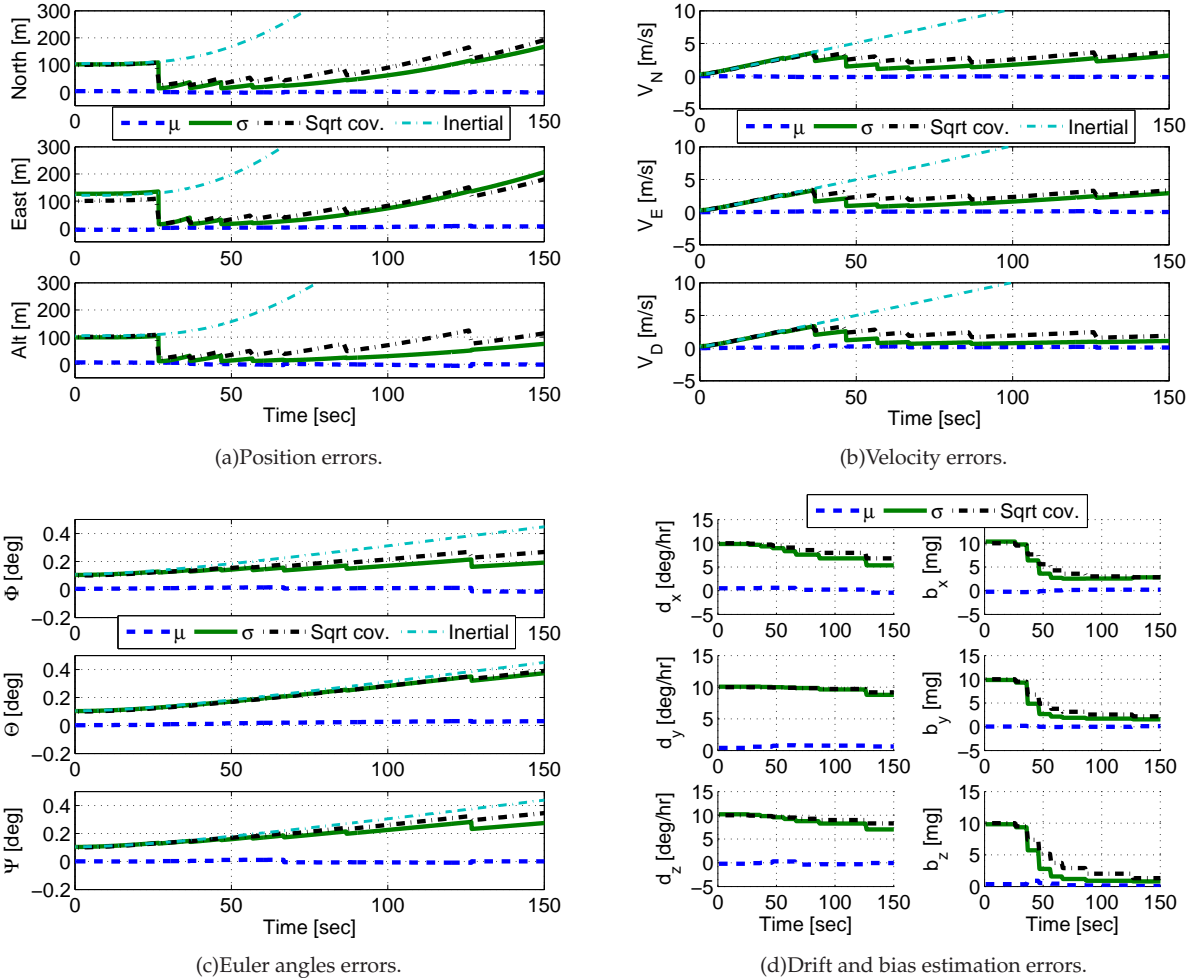 300
200
100
0
North [m]
0 50 100 150
μ σ Sqrt cov. Inertial
300
200
100
0
East [m]
0 50 100 150
300
200
100
0
Alt [m]
0 50 100 150
Time [sec]
(a)Position errors.
10
5
0
−5
V_N [m/s]
0 50 100 150
μ σ Sqrt cov. Inertial
10
5
0
−5
V_E [m/s]
0 50 100 150
10
5
0
−5
V_D [m/s]
0 50 100 150
Time [sec]
(b)Velocity errors.
0.4
0.2
0
−0.2
Φ [deg]
0 50 100 150
μ σ Sqrt cov. Inertial
0.4
0.2
0
−0.2
Θ [deg]
0 50 100 150
0.4
0.2
0
−0.2
Ψ [deg]
0 50 100 150
Time [sec]
(c)Euler angles errors.
μ σ Sqrt cov.
15
10
5
0
−5
d_x [deg/hr]
0 50 100 150
15
10
5
0
−5
b_x [mg]
0 50 100 150
15
10
5
0
d_y [deg/hr]
0 50 100 150
15
10
5
0
−5
b_y [mg]
0 50 100 150
15
10
5
0
−5
d_z [deg/hr]
0 50 100 150
Time [sec]
15
10
5
0
b_z [mg]
0 50 100 150
Time [sec]
(d)Drift and bias estimation errors.